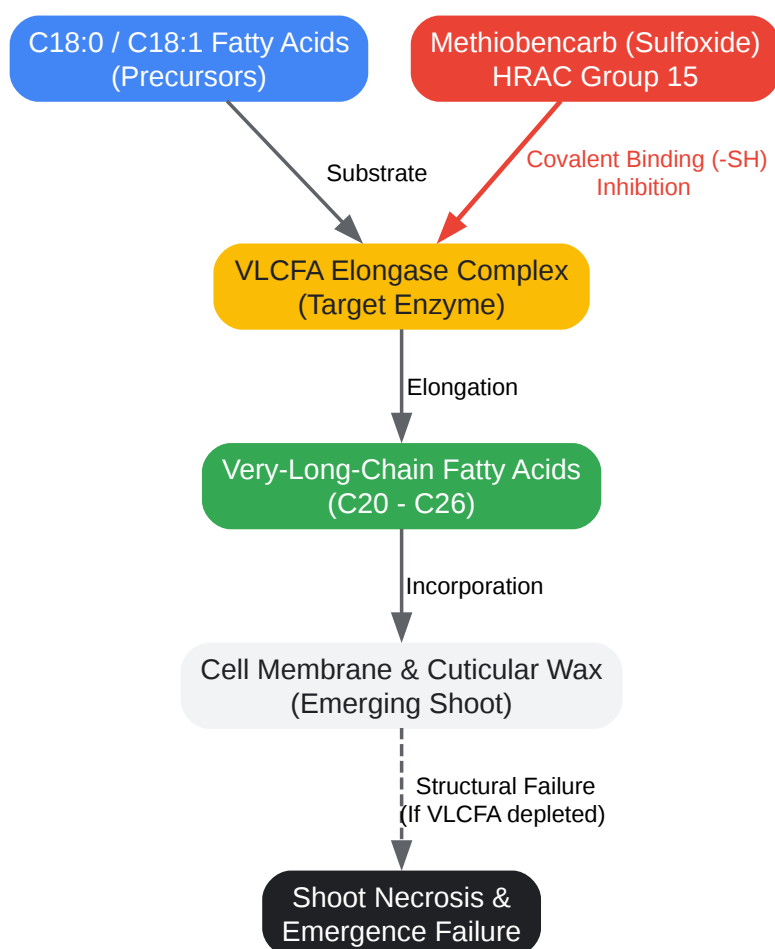 C18:0 / C18:1 Fatty Acids
(Precursors)
Methiobencarb (Sulfoxide)
HRAC Group 15
Substrate
Covalent Binding (-SH)
Inhibition
VLCFA Elongase Complex
(Target Enzyme)
Elongation
Very-Long-Chain Fatty Acids
(C20 - C26)
Incorporation
Cell Membrane & Cuticular Wax
(Emerging Shoot)
Structural Failure
(If VLCFA depleted)
Shoot Necrosis &
Emergence Failure